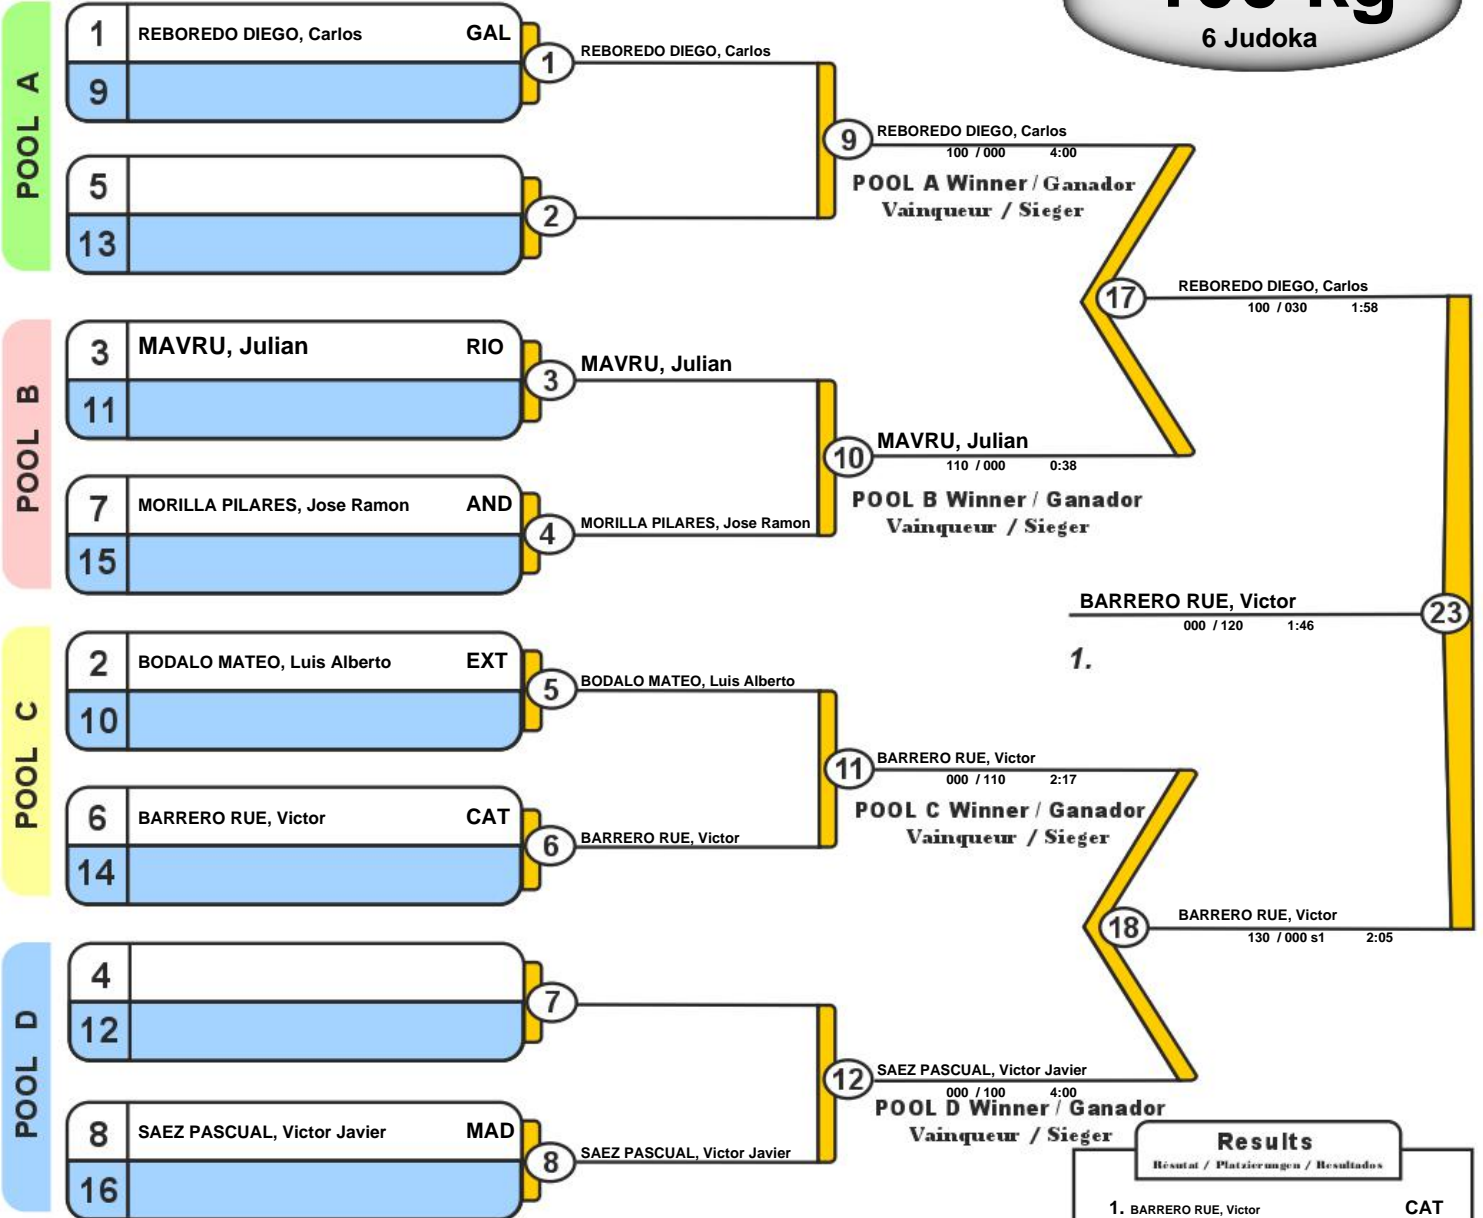 6 Judoka
POOL A
1 REBOREDO DIEGO, Carlos GAL
9
5
13
1 REBOREDO DIEGO, Carlos
2
9 REBOREDO DIEGO, Carlos
100 / 000 4:00
POOL A Winner / Ganador
Vainqueur / Sieger
17 REBOREDO DIEGO, Carlos
100 / 030 1:58
POOL B
3 MAVRU, Julian RIO
11
7 MORILLA PILARES, Jose Ramon AND
15
3 MAVRU, Julian
4 MORILLA PILARES, Jose Ramon
10 MAVRU, Julian
110 / 000 0:38
POOL B Winner / Ganador
Vainqueur / Sieger
BARRERO RUE, Victor 23
000 / 120 1:46
1.
POOL C
2 BODALO MATEO, Luis Alberto EXT
10
6 BARRERO RUE, Victor CAT
14
5 BODALO MATEO, Luis Alberto
6 BARRERO RUE, Victor
11 BARRERO RUE, Victor
000 / 110 2:17
POOL C Winner / Ganador
Vainqueur / Sieger
18 BARRERO RUE, Victor
130 / 000 s1 2:05
POOL D
4
12
8 SAEZ PASCUAL, Victor Javier MAD
16
7
8 SAEZ PASCUAL, Victor Javier
12 SAEZ PASCUAL, Victor Javier
000 / 100 4:00
POOL D Winner / Ganador
Vainqueur / Sieger
Results
Résutat / Platzierungen / Resultados
1. BARRERO RUE, Victor CAT